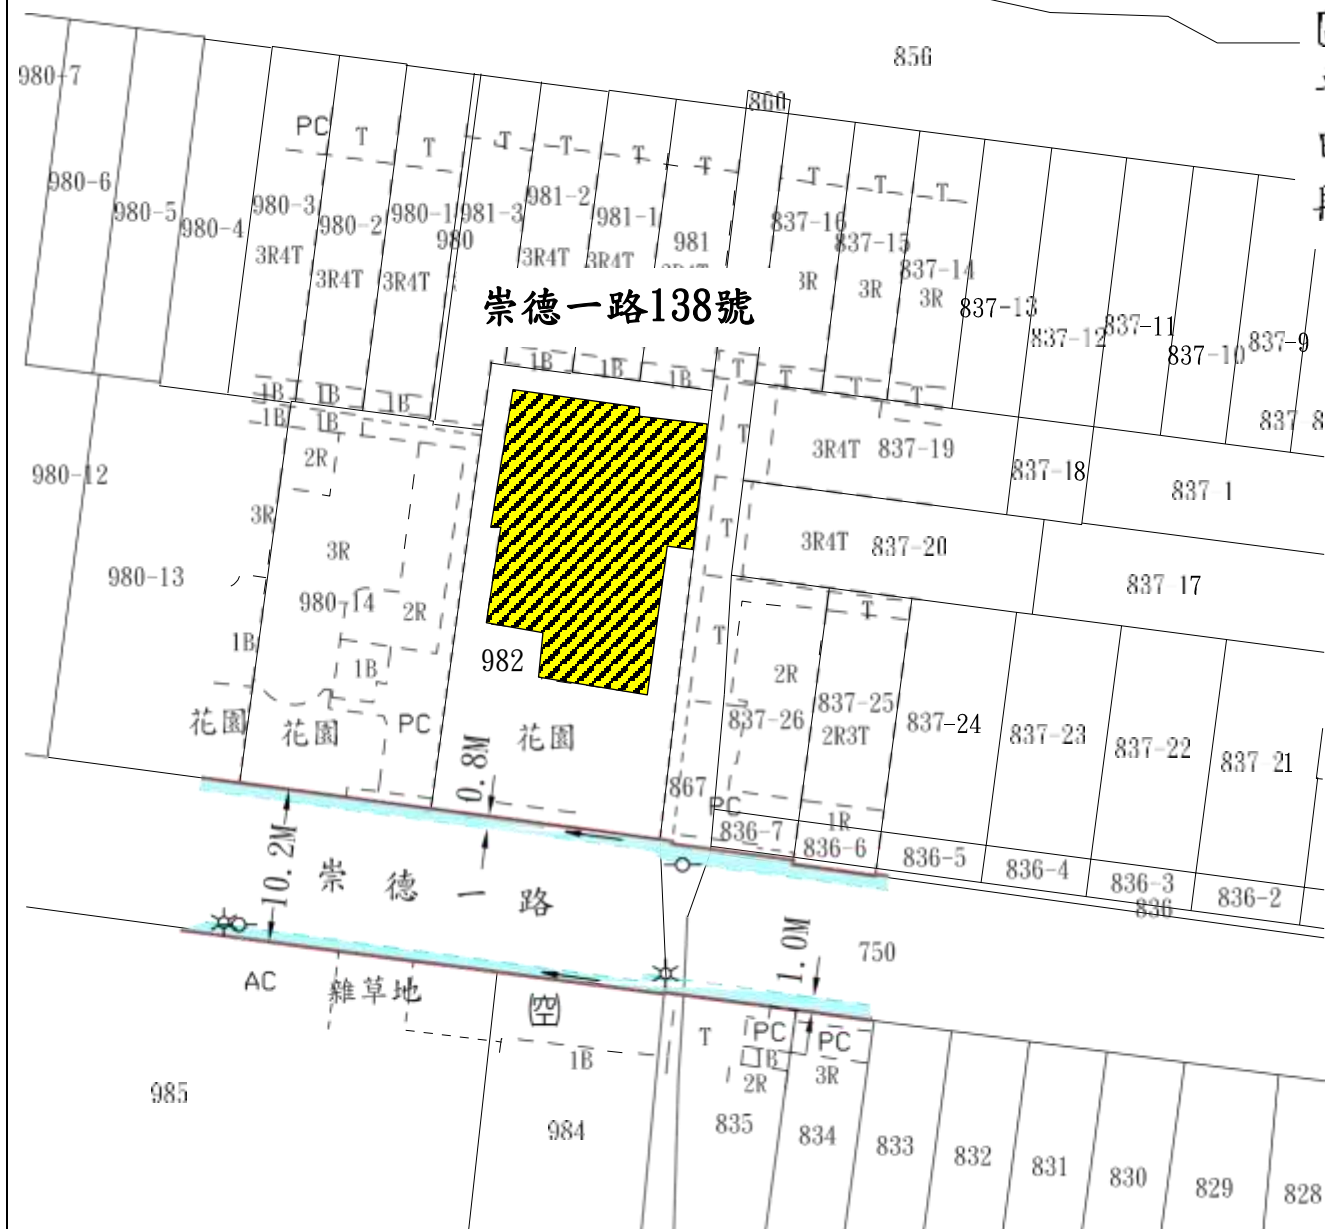 856
980-7
860
PC T T T T T T T T T T
980-6 980-5 980-4 980-3 980-2 980-1 981-3 981-2 981-1 981
980
837-16 837-15 837-14
3R4T 3R4T 3R4T 3R4T 3R4T
3R 3R 3R
837-13 837-12 837-11 837-10 837-9
崇德一路138號
1B 1B 1B T T T T
1B 1B 1B
1B 1B
837
980-12 2R T 3R4T 837-19 837-18 837 1
3R
3R T 3R4T 837-20
980-13 980-14 2R 837 17
T T
1B 1B 982 2R
837-26 837-25 837-24 837-23 837-22 837-21
2R3T
花園 花園 PC 花園
0.8M 867 PC
836-7 1R 836-6 836-5 836-4 836-3 836-2
836
10.2M 崇德一路
1.0M 750
AC 雜草地 (空)
1B T PC PC
B
2R 3R
985 984 835 834 833 832 831 830 829 828